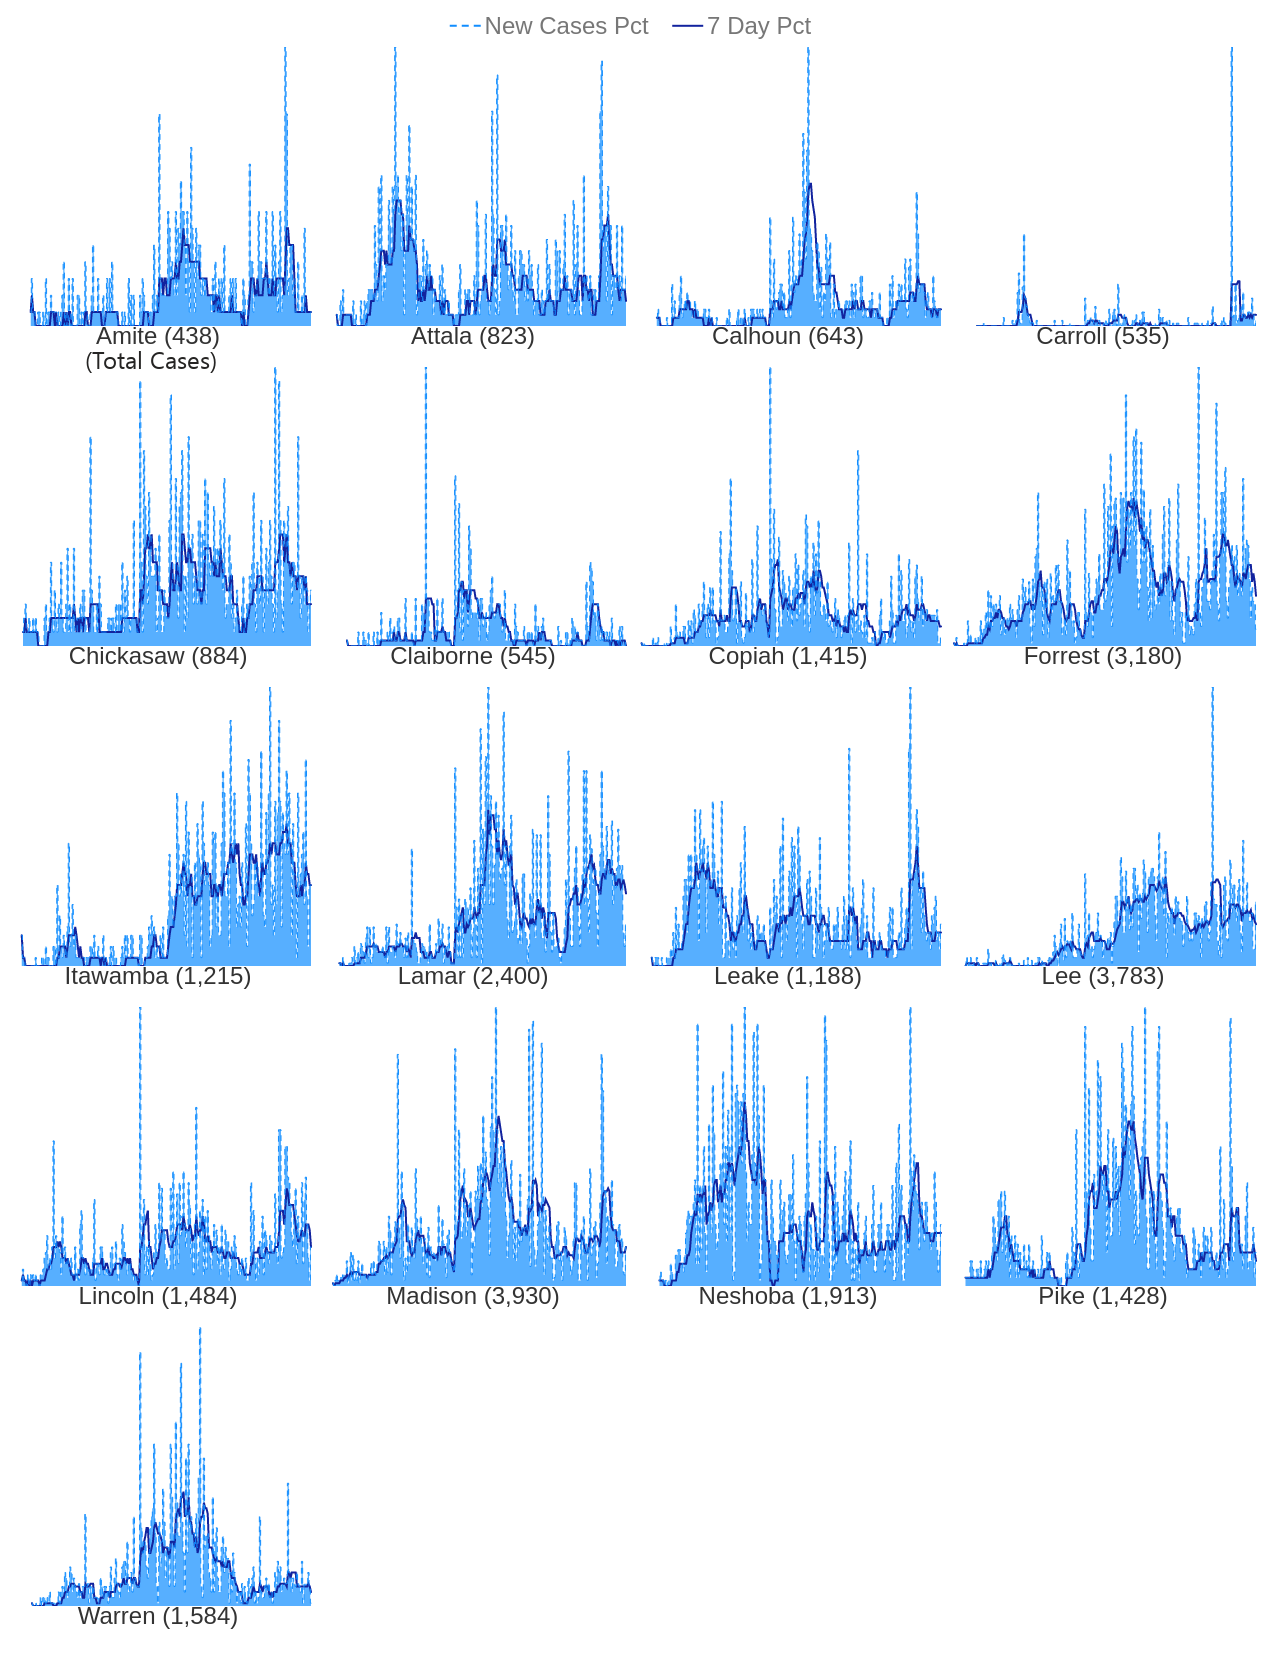 New Cases Pct 7 Day Pct
Amite (438) Attala (823) Calhoun (643) Carroll (535)
(Total Cases)
Chickasaw (884) Claiborne (545) Copiah (1,415) Forrest (3,180)
Itawamba (1,215) Lamar (2,400) Leake (1,188) Lee (3,783)
Lincoln (1,484) Madison (3,930) Neshoba (1,913) Pike (1,428)
Warren (1,584)